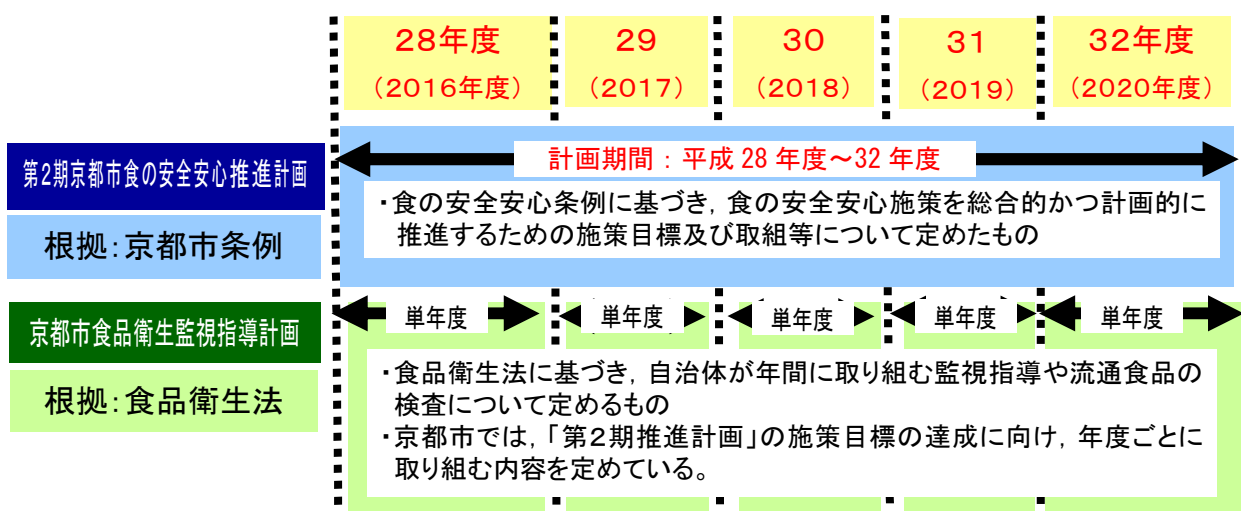 28年度 29 30 31 32年度
(2016年度) (2017) (2018) (2019) (2020年度)
第2期京都市食の安全安心推進計画
根拠:京都市条例
計画期間:平成28年度~32年度
・食の安全安心条例に基づき,食の安全安心施策を総合的かつ計画的に
推進するための施策目標及び取組等について定めたもの
京都市食品衛生監視指導計画
根拠:食品衛生法
単年度 単年度 単年度 単年度 単年度
・食品衛生法に基づき,自治体が年間に取り組む監視指導や流通食品の
検査について定めるもの
・京都市では,「第2期推進計画」の施策目標の達成に向け,年度ごとに
取り組む内容を定めている。